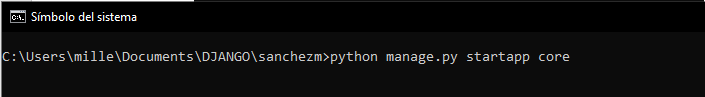 Símbolo del sistema
C:\Users\mille\Documents\DJANGO\sanchezm>python manage.py startapp core